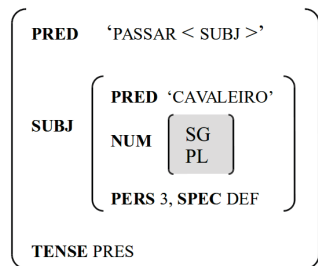 PRED ‘PASSAR < SUBJ >’
PRED ‘CAVALEIRO’
SUBJ NUM SG
PL
PERS 3, SPEC DEF
TENSE PRES